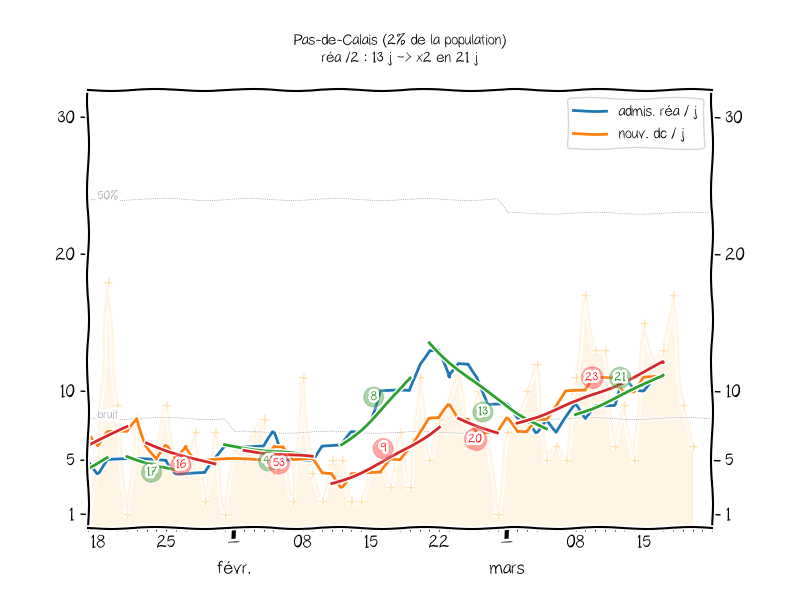 Pas-de-Calais (2% de la population)
réa /2 : 13 j -> x2 en 21 j
admis. réa / j
nouv. dc / j
30 30
50%
20 20
10 10
bruit
5 5
1 1
8 13 23 21
17 16 53 9 20
18 25 1 08 15 22 1 08 15
févr. mars